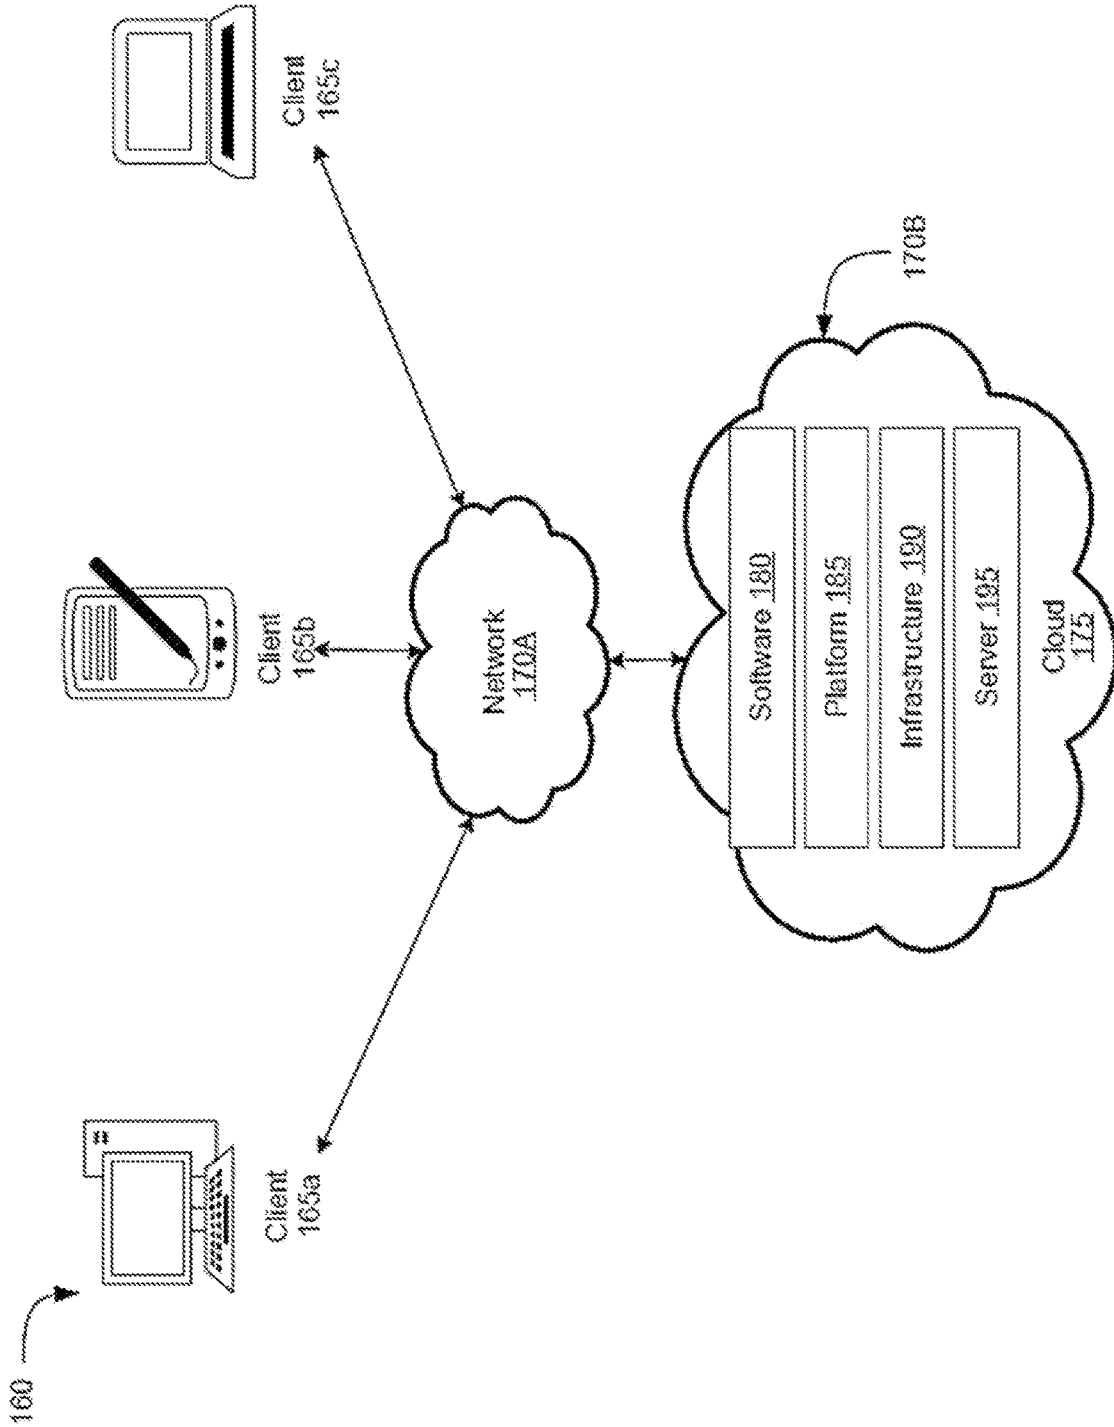 160
Client
165a
Client
165b
Client
165c
Network
170A
170B
Software 180
Platform 185
Infrastructure 190
Server 195
Cloud
175